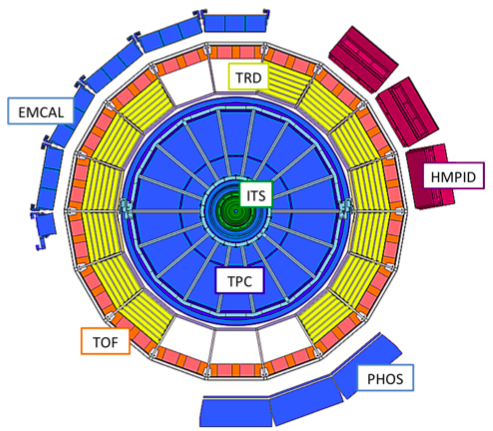 TRD
EMCAL
HMPID
ITS
TPC
TOF
PHOS